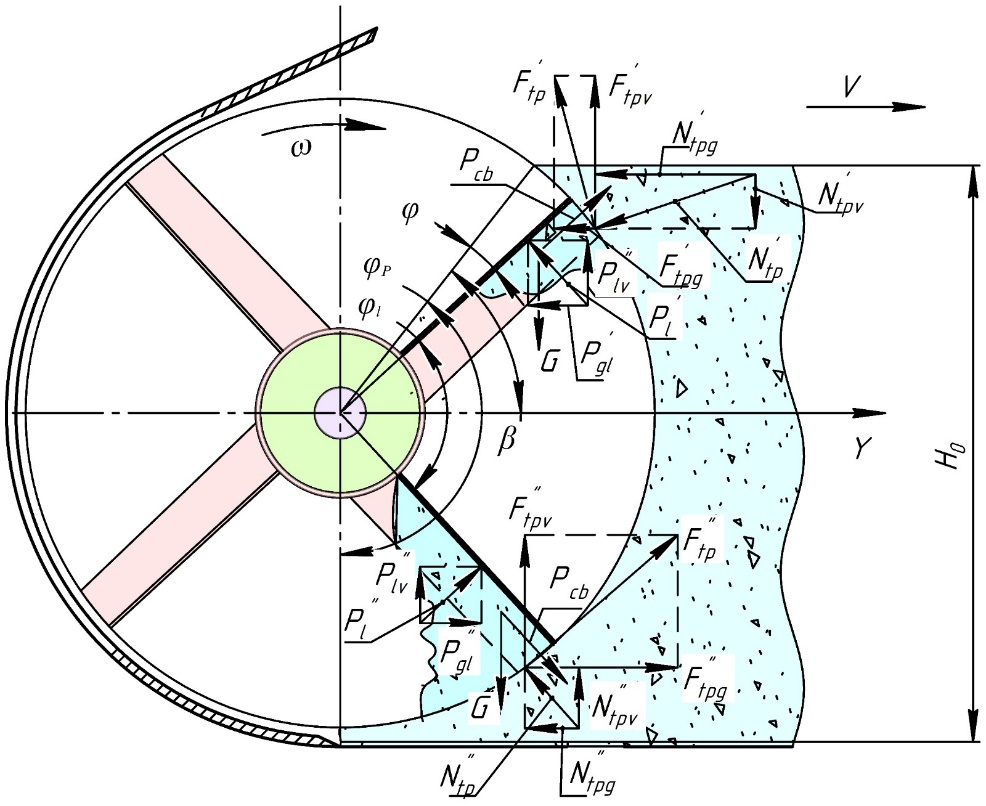 F'tp
F'tpv
V
N'tpg
ω
Pcb
N'tpv
φ
N'tp
F'tpg
φP
P''lv
φl
P'l
G
P'gl
β
Y
H0
F''tpv
F''tp
P''lv
Pcb
P''l
P''gl
F''tpg
G''
N''tpv
N''tp
N''tpg